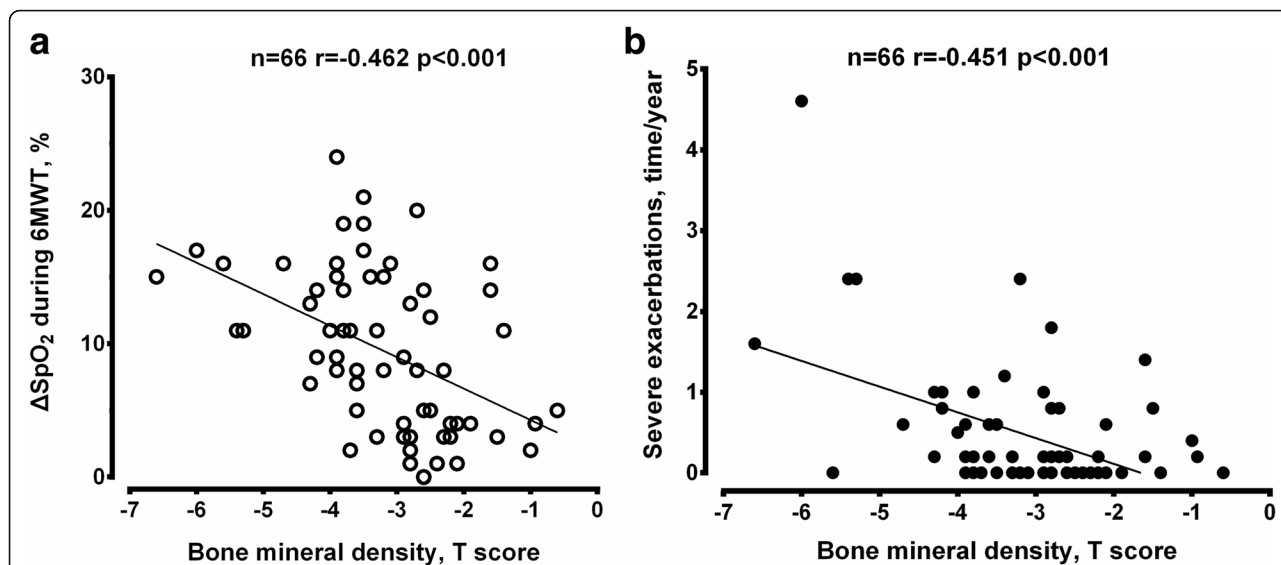 a
n=66 r=-0.462 p<0.001
ΔSpO₂ during 6MWT, %
30
20
10
0
-7 -6 -5 -4 -3 -2 -1 0
Bone mineral density, T score
b
n=66 r=-0.451 p<0.001
Severe exacerbations, time/year
5
4
3
2
1
0
-7 -6 -5 -4 -3 -2 -1 0
Bone mineral density, T score